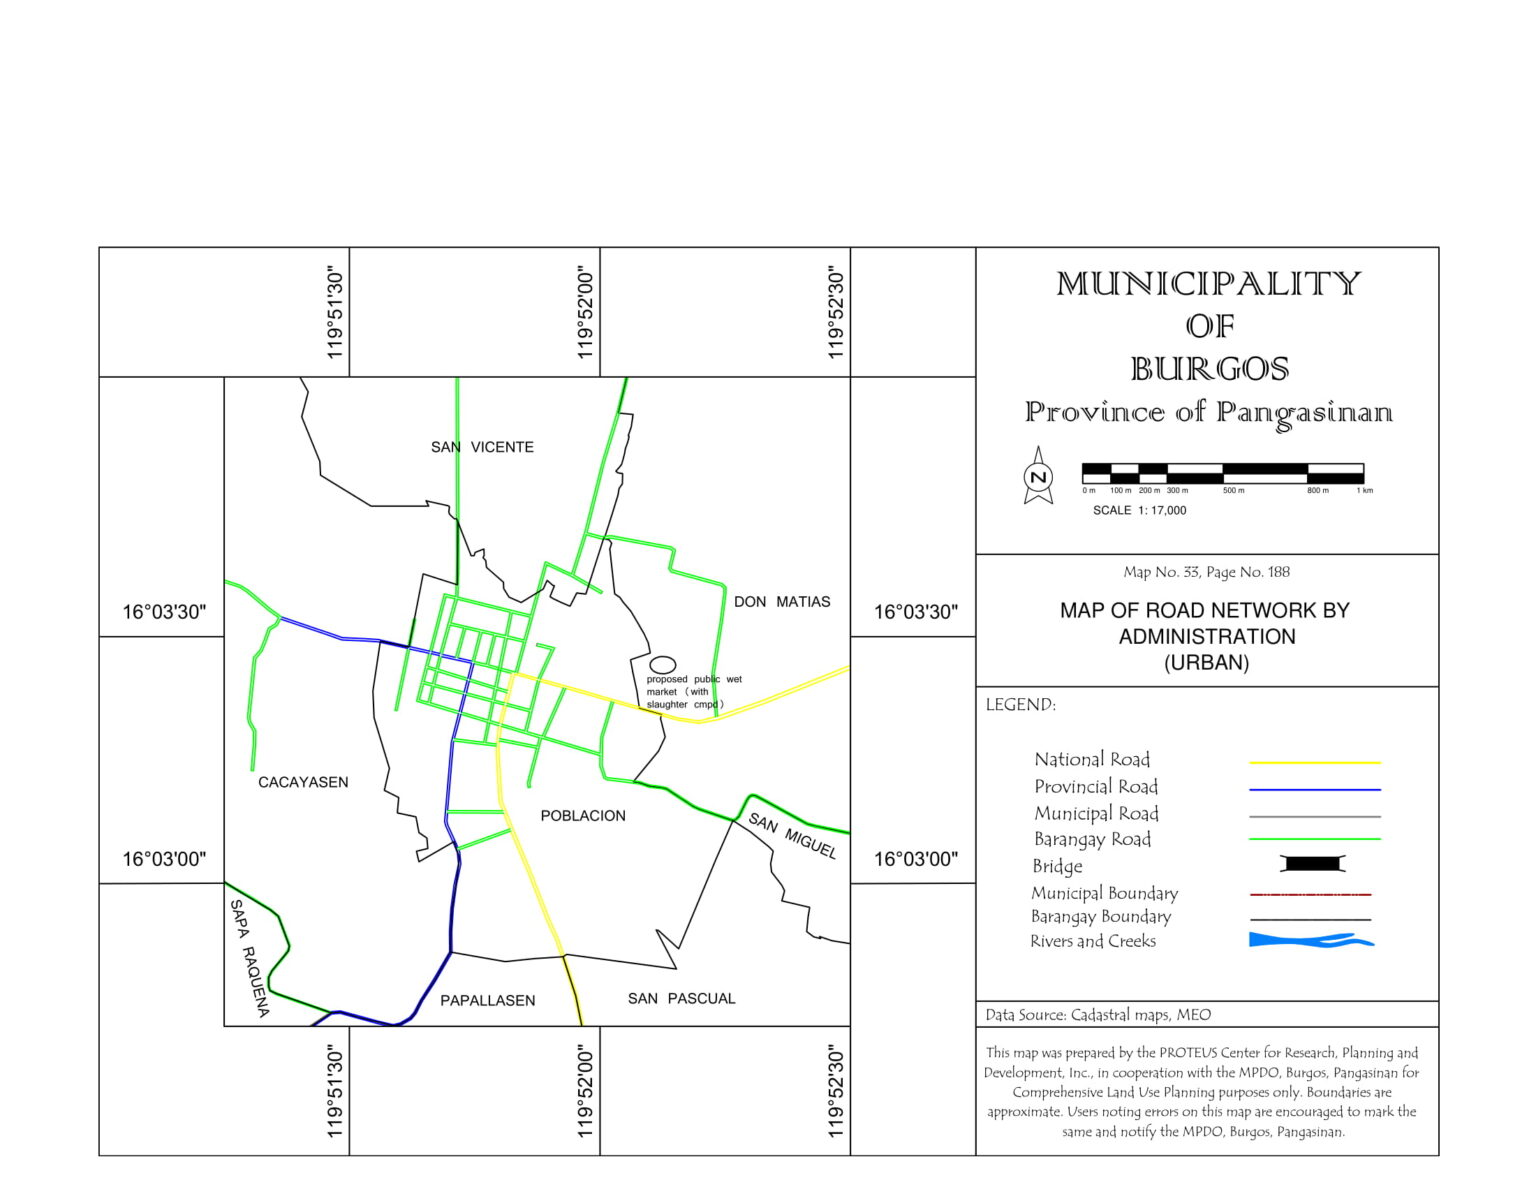 119°51'30"
119°52'00"
119°52'30"
MUNICIPALITY
OF
BURGOS
Province of Pangasinan
N
0 m 100 m 200 m 300 m 500 m 800 m 1 km
SCALE 1: 17,000
Map No. 33, Page No. 188
MAP OF ROAD NETWORK BY
ADMINISTRATION
(URBAN)
LEGEND:
National Road
Provincial Road
Municipal Road
Barangay Road
Bridge
Municipal Boundary
Barangay Boundary
Rivers and Creeks
Data Source: Cadastral maps, MEO
This map was prepared by the PROTEUS Center for Research, Planning and
Development, Inc., in cooperation with the MPDO, Burgos, Pangasinan for
Comprehensive Land Use Planning purposes only. Boundaries are
approximate. Users noting errors on this map are encouraged to mark the
same and notify the MPDO, Burgos, Pangasinan.
SAN VICENTE
16°03'30"
DON MATIAS
16°03'30"
proposed public wet
market (with
slaughter cmpd)
CACAYASEN
POBLACION
SAN MIGUEL
16°03'00"
16°03'00"
SAPA RAQUENA
PAPALLASEN
SAN PASCUAL
119°51'30"
119°52'00"
119°52'30"